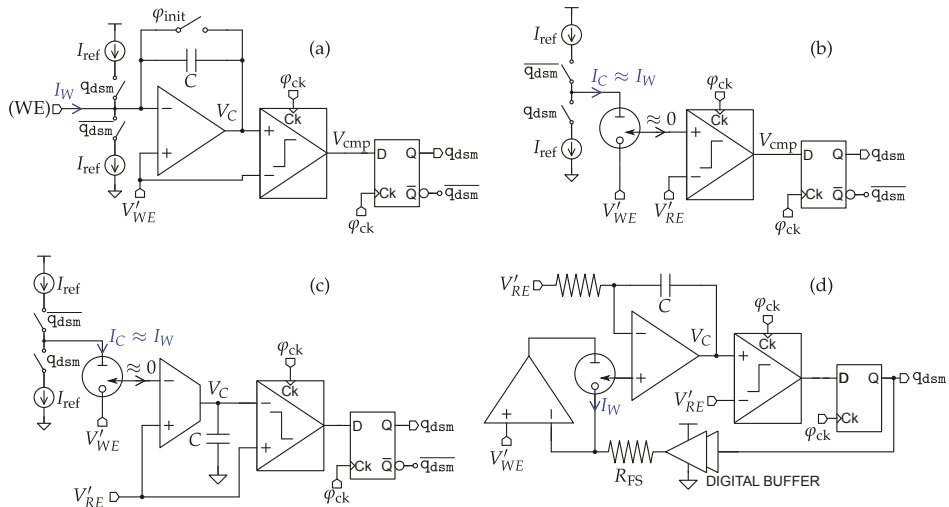 φinit
(a)
Iref
C
qdsm
φck
IW
(WE)
VC
Ck
Vcmp
D Q qdsm
q̅dsm
Iref
Ck Q̅ q̅dsm
V′WE
φck
(b)
Iref
q̅dsm
IC ≈ IW
φck
≈ 0
Ck
Vcmp
qdsm
D Q qdsm
Iref
Ck Q̅ q̅dsm
V′WE
V′RE
φck
(c)
Iref
q̅dsm
IC ≈ IW
φck
qdsm
≈ 0
VC
Ck
Iref
D Q qdsm
V′WE
C
Ck Q̅ q̅dsm
φck
V′RE
(d)
V′RE
C
φck
VC
Ck
D Q qdsm
IW
V′RE
Ck
φck
V′WE
RFS
DIGITAL BUFFER